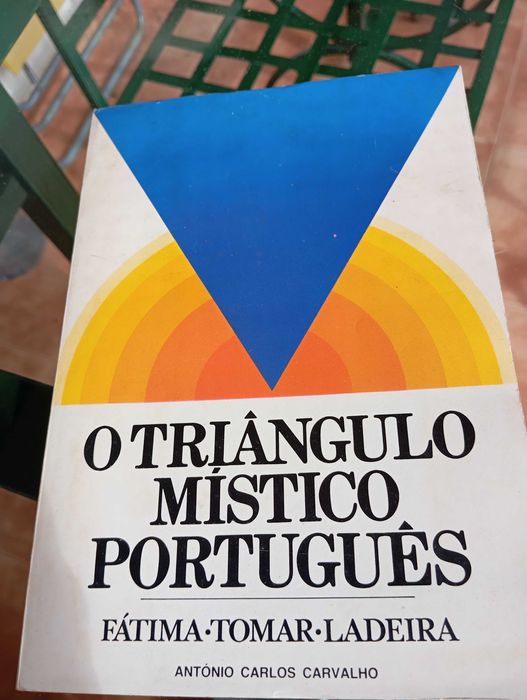 O TRIÂNGULO
MÍSTICO
PORTUGUÊS
FÁTIMA·TOMAR·LADEIRA
ANTÓNIO CARLOS CARVALHO